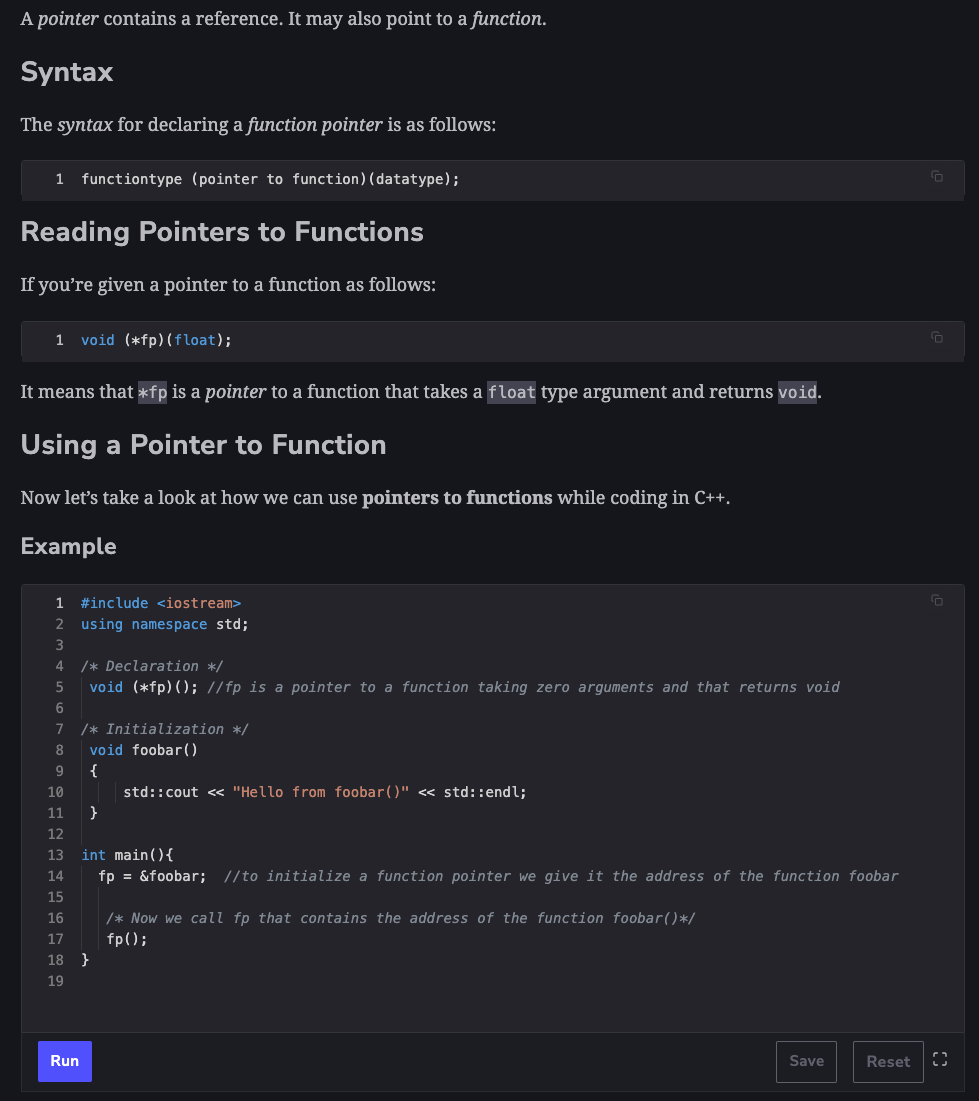 A pointer contains a reference. It may also point to a function.
Syntax
The syntax for declaring a function pointer is as follows:
1 functiontype (pointer to function)(datatype);
Reading Pointers to Functions
If you’re given a pointer to a function as follows:
1 void (*fp)(float);
It means that *fp is a pointer to a function that takes a float type argument and returns void.
Using a Pointer to Function
Now let’s take a look at how we can use pointers to functions while coding in C++.
Example
1 #include <iostream>
2 using namespace std;
3
4 /* Declaration */
5  void (*fp)(); //fp is a pointer to a function taking zero arguments and that returns void
6
7 /* Initialization */
8  void foobar()
9  {
10      std::cout << "Hello from foobar()" << std::endl;
11  }
12
13 int main(){
14   fp = &foobar;  //to initialize a function pointer we give it the address of the function foobar
15
16    /* Now we call fp that contains the address of the function foobar()*/
17    fp();
18 }
19
Run Save Reset